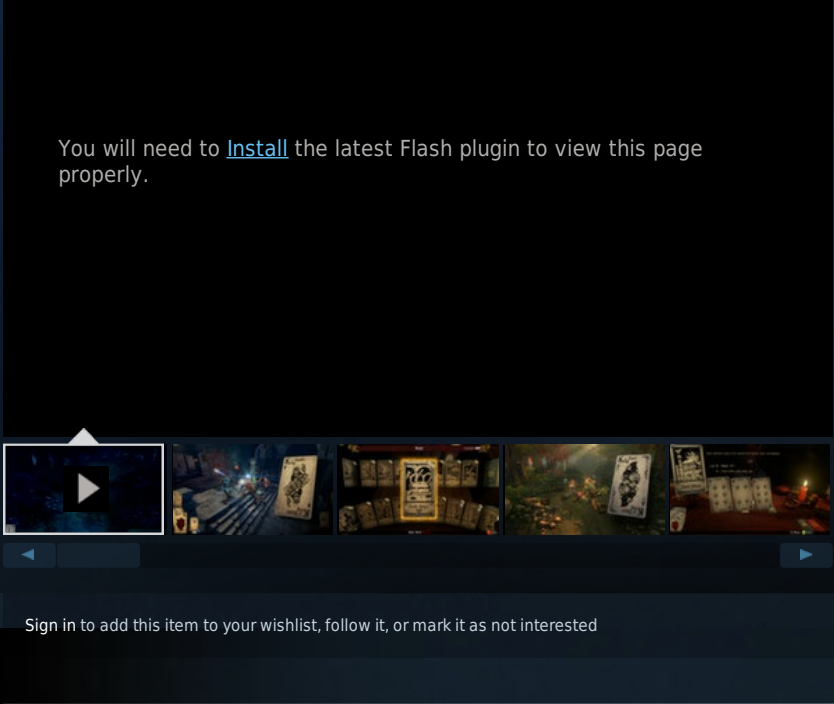 You will need to Install the latest Flash plugin to view this page
properly.
Sign in to add this item to your wishlist, follow it, or mark it as not interested